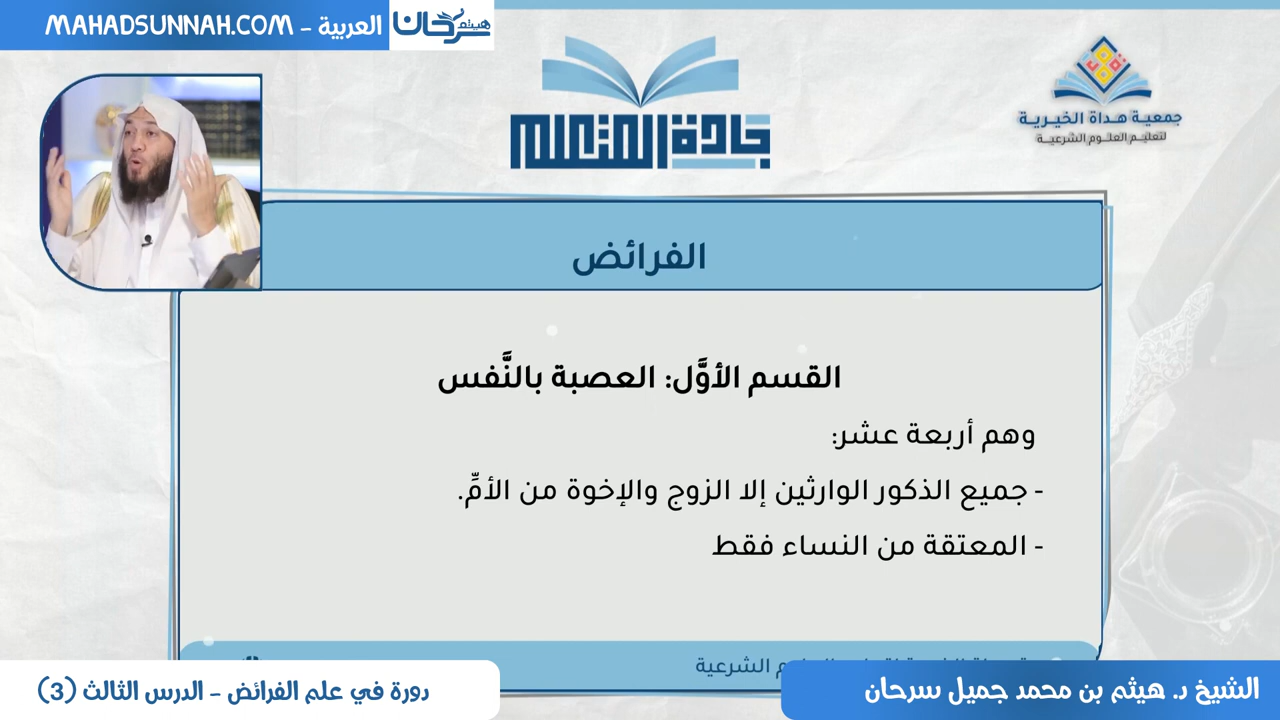 العربية - MAHADSUNNAH.COM
هيثم سرحان
جادة المتعلم
جمعية هداة الخيرية
لتعليم العلوم الشرعية
الفرائض
القسم الأوَّل: العصبة بالنَّفس
وهم أربعة عشر:
- جميع الذكور الوارثين إلا الزوج والإخوة من الأمِّ.
- المعتقة من النساء فقط
الشرعية
الشيخ د. هيثم بن محمد جميل سرحان
دورة في علم الفرائض - الدرس الثالث (3)